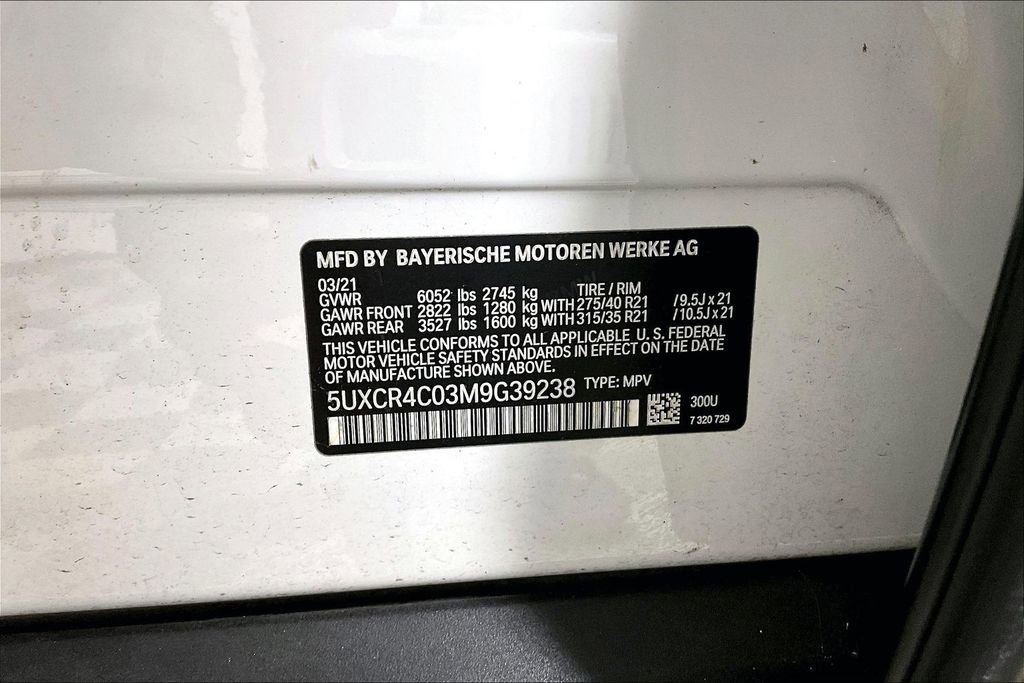 MFD BY BAYERISCHE MOTOREN WERKE AG
03/21 TIRE / RIM
GVWR 6052 lbs 2745 kg
GAWR FRONT 2822 lbs 1280 kg WITH 275/40 R21 /9.5J x 21
GAWR REAR 3527 lbs 1600 kg WITH 315/35 R21 /10.5J x 21
THIS VEHICLE CONFORMS TO ALL APPLICABLE U. S. FEDERAL
MOTOR VEHICLE SAFETY STANDARDS IN EFFECT ON THE DATE
OF MANUFACTURE SHOWN ABOVE.
5UXCR4C03M9G39238 TYPE: MPV
300U
7 320 729